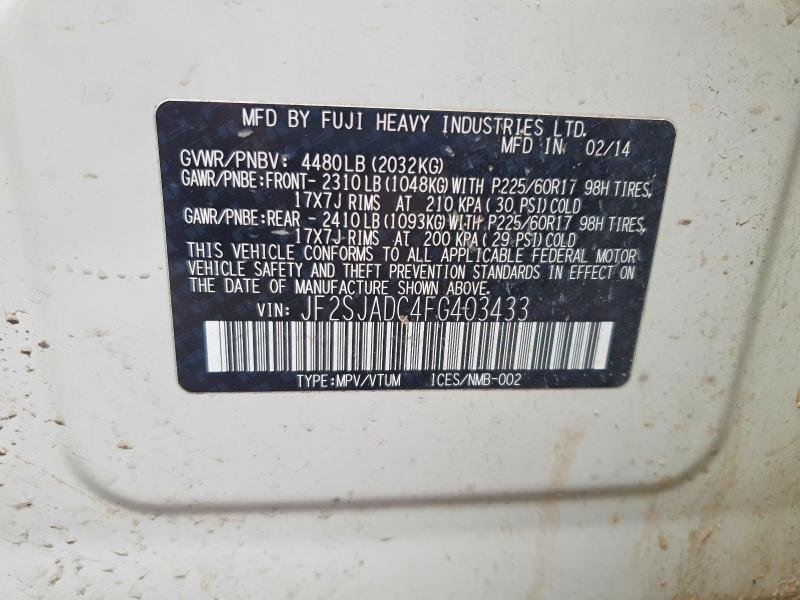 MFD BY FUJI HEAVY INDUSTRIES LTD.
MFD IN 02/14
GVWR/PNBV: 4480LB(2032KG)
GAWR/PNBE:FRONT-2310LB(1048KG)WITH P225/60R17 98H TIRES,
17X7J RIMS AT 210 KPA(30 PSI)COLD
GAWR/PNBE:REAR -2410LB(1093KG)WITH P225/60R17 98H TIRES,
17X7J RIMS AT 200 KPA(29 PSI)COLD
THIS VEHICLE CONFORMS TO ALL APPLICABLE FEDERAL MOTOR
VEHICLE SAFETY AND THEFT PREVENTION STANDARDS IN EFFECT ON
THE DATE OF MANUFACTURE SHOWN ABOVE.
VIN: JF2SJADC4FG403433
TYPE:MPV/VTUM ICES/NMB-002